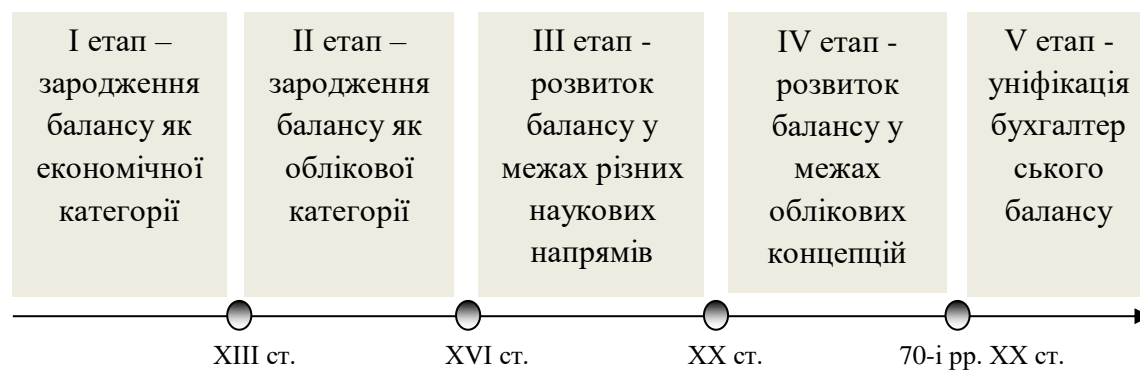 І етап –
зародження
балансу як
економічної
категорії
ІІ етап –
зародження
балансу як
облікової
категорії
ІІІ етап -
розвиток
балансу у
межах різних
наукових
напрямів
IV етап -
розвиток
балансу у
межах
облікових
концепцій
V етап -
уніфікація
бухгалтер
ського
балансу
XIII ст.
XVI ст.
XX ст.
70-і рр. XX ст.